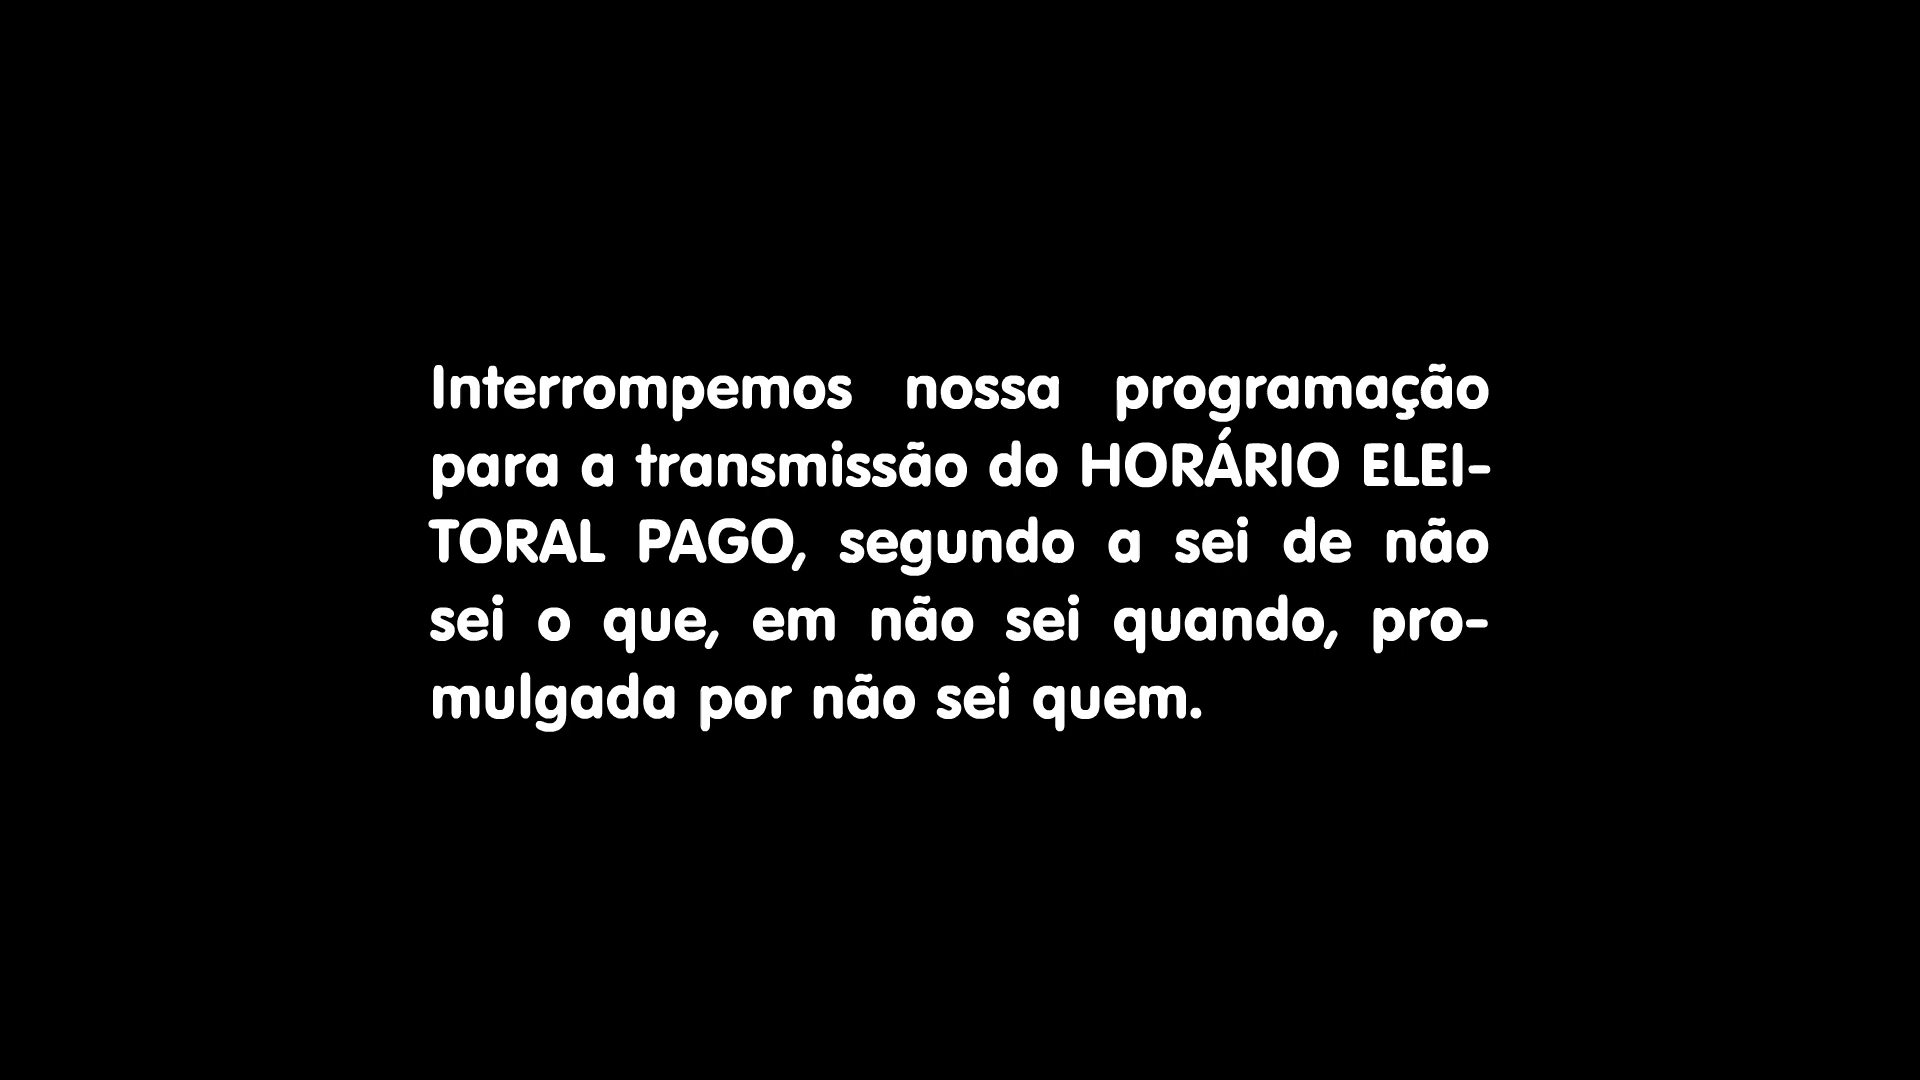 Interrompemos nossa programação
para a transmissão do HORÁRIO ELEI-
TORAL PAGO, segundo a sei de não
sei o que, em não sei quando, pro-
mulgada por não sei quem.